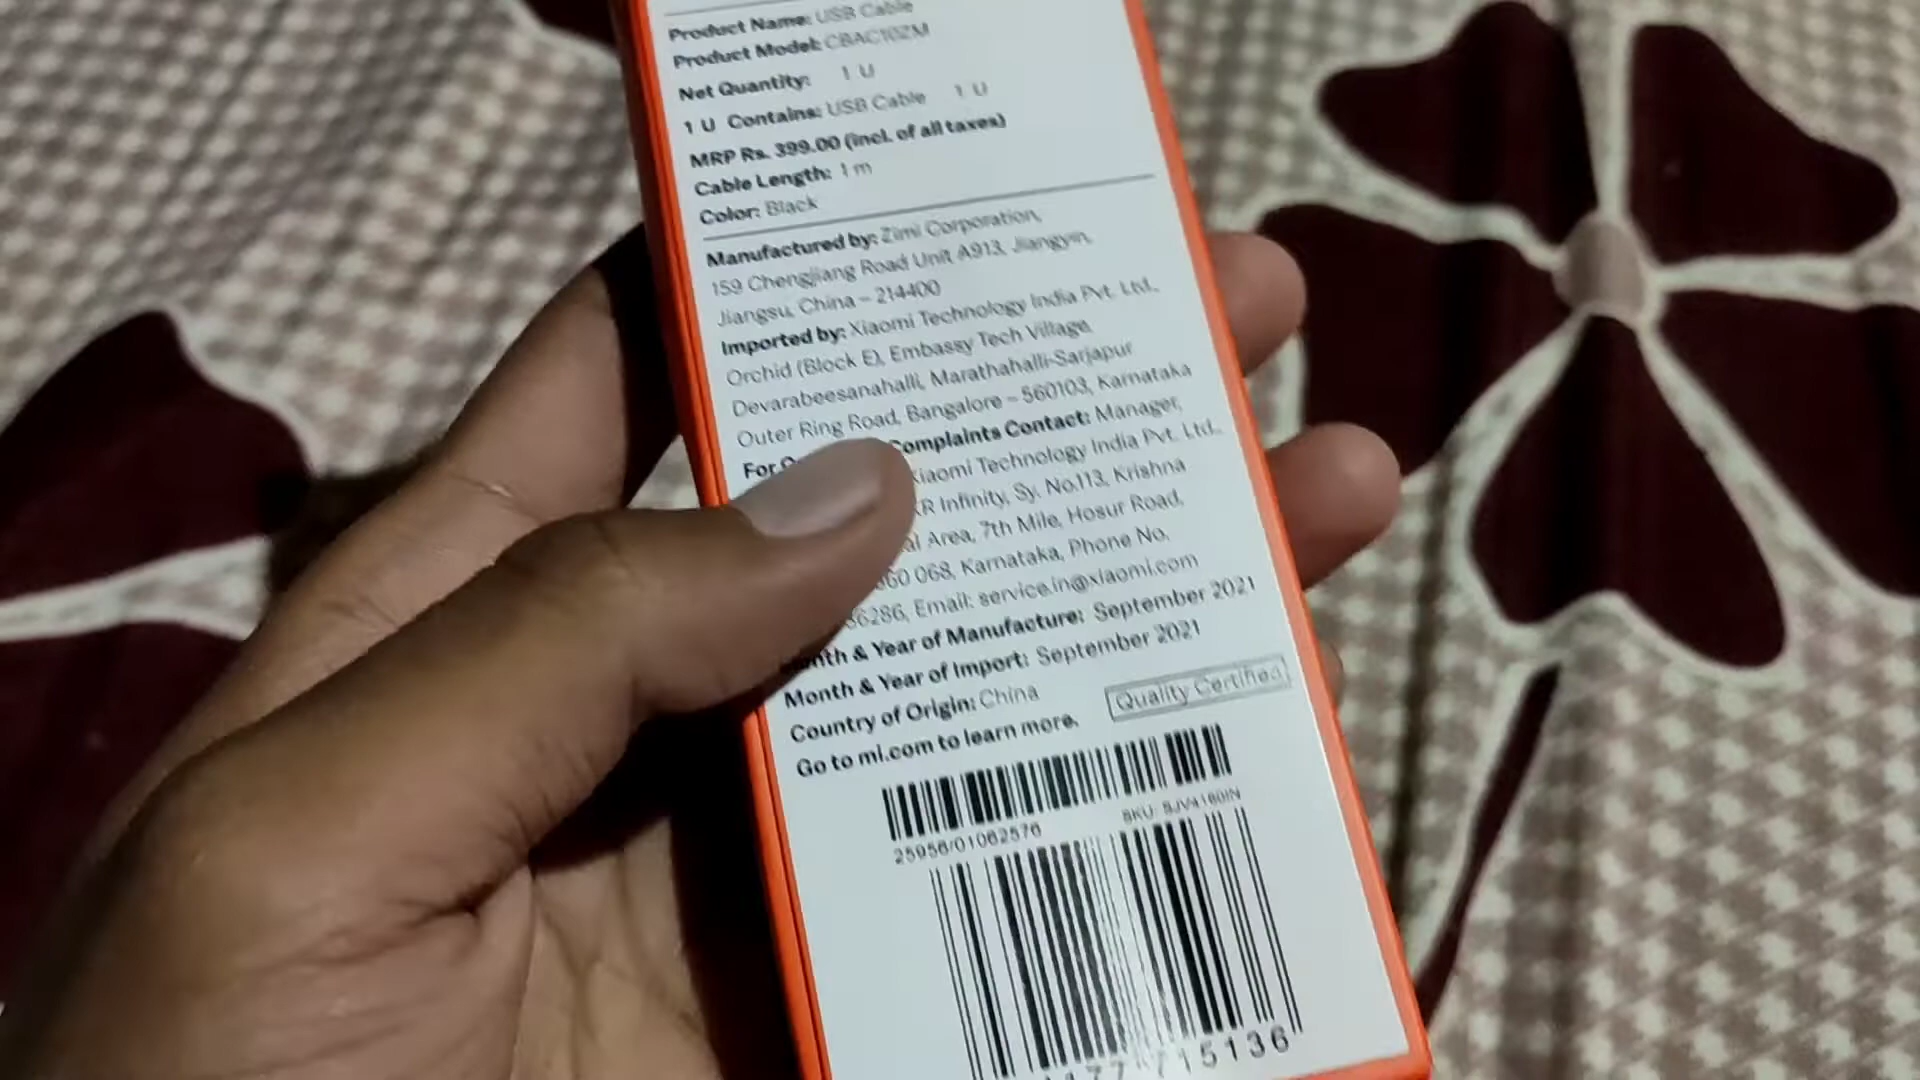 Product Name: USB Cable
Product Model: CBAC10ZM
Net Quantity: 1 U
1 U Contains: USB Cable 1 U
MRP Rs. 399.00 (incl. of all taxes)
Cable Length: 1 m
Color: Black
Manufactured by: Zimi Corporation,
159 Chengjiang Road Unit A913, Jiangyin,
Jiangsu, China – 214400
Imported by: Xiaomi Technology India Pvt. Ltd.,
Orchid (Block E), Embassy Tech Village,
Devarabeesanahalli, Marathahalli-Sarjapur
Outer Ring Road, Bangalore – 560103, Karnataka
For Complaints Contact: Manager,
Xiaomi Technology India Pvt. Ltd.,
Infinity, Sy. No.113, Krishna
Area, 7th Mile, Hosur Road,
068, Karnataka, Phone No.
86286, Email: service.in@xiaomi.com
Month & Year of Manufacture: September 2021
Month & Year of Import: September 2021
Country of Origin: China
Quality Certified
Go to mi.com to learn more.
25956/01062576
SKU: SJV4160IN
715136